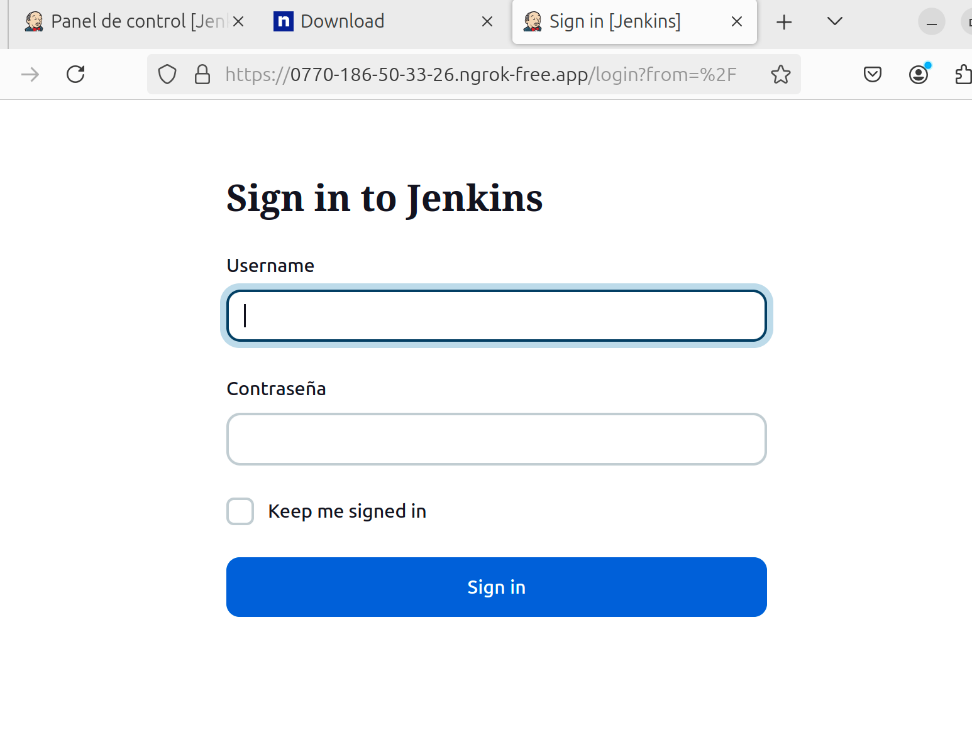 Panel de control [Jen
n Download
Sign in [Jenkins]
https://0770-186-50-33-26.ngrok-free.app/login?from=%2F
Sign in to Jenkins
Username
Contraseña
Keep me signed in
Sign in